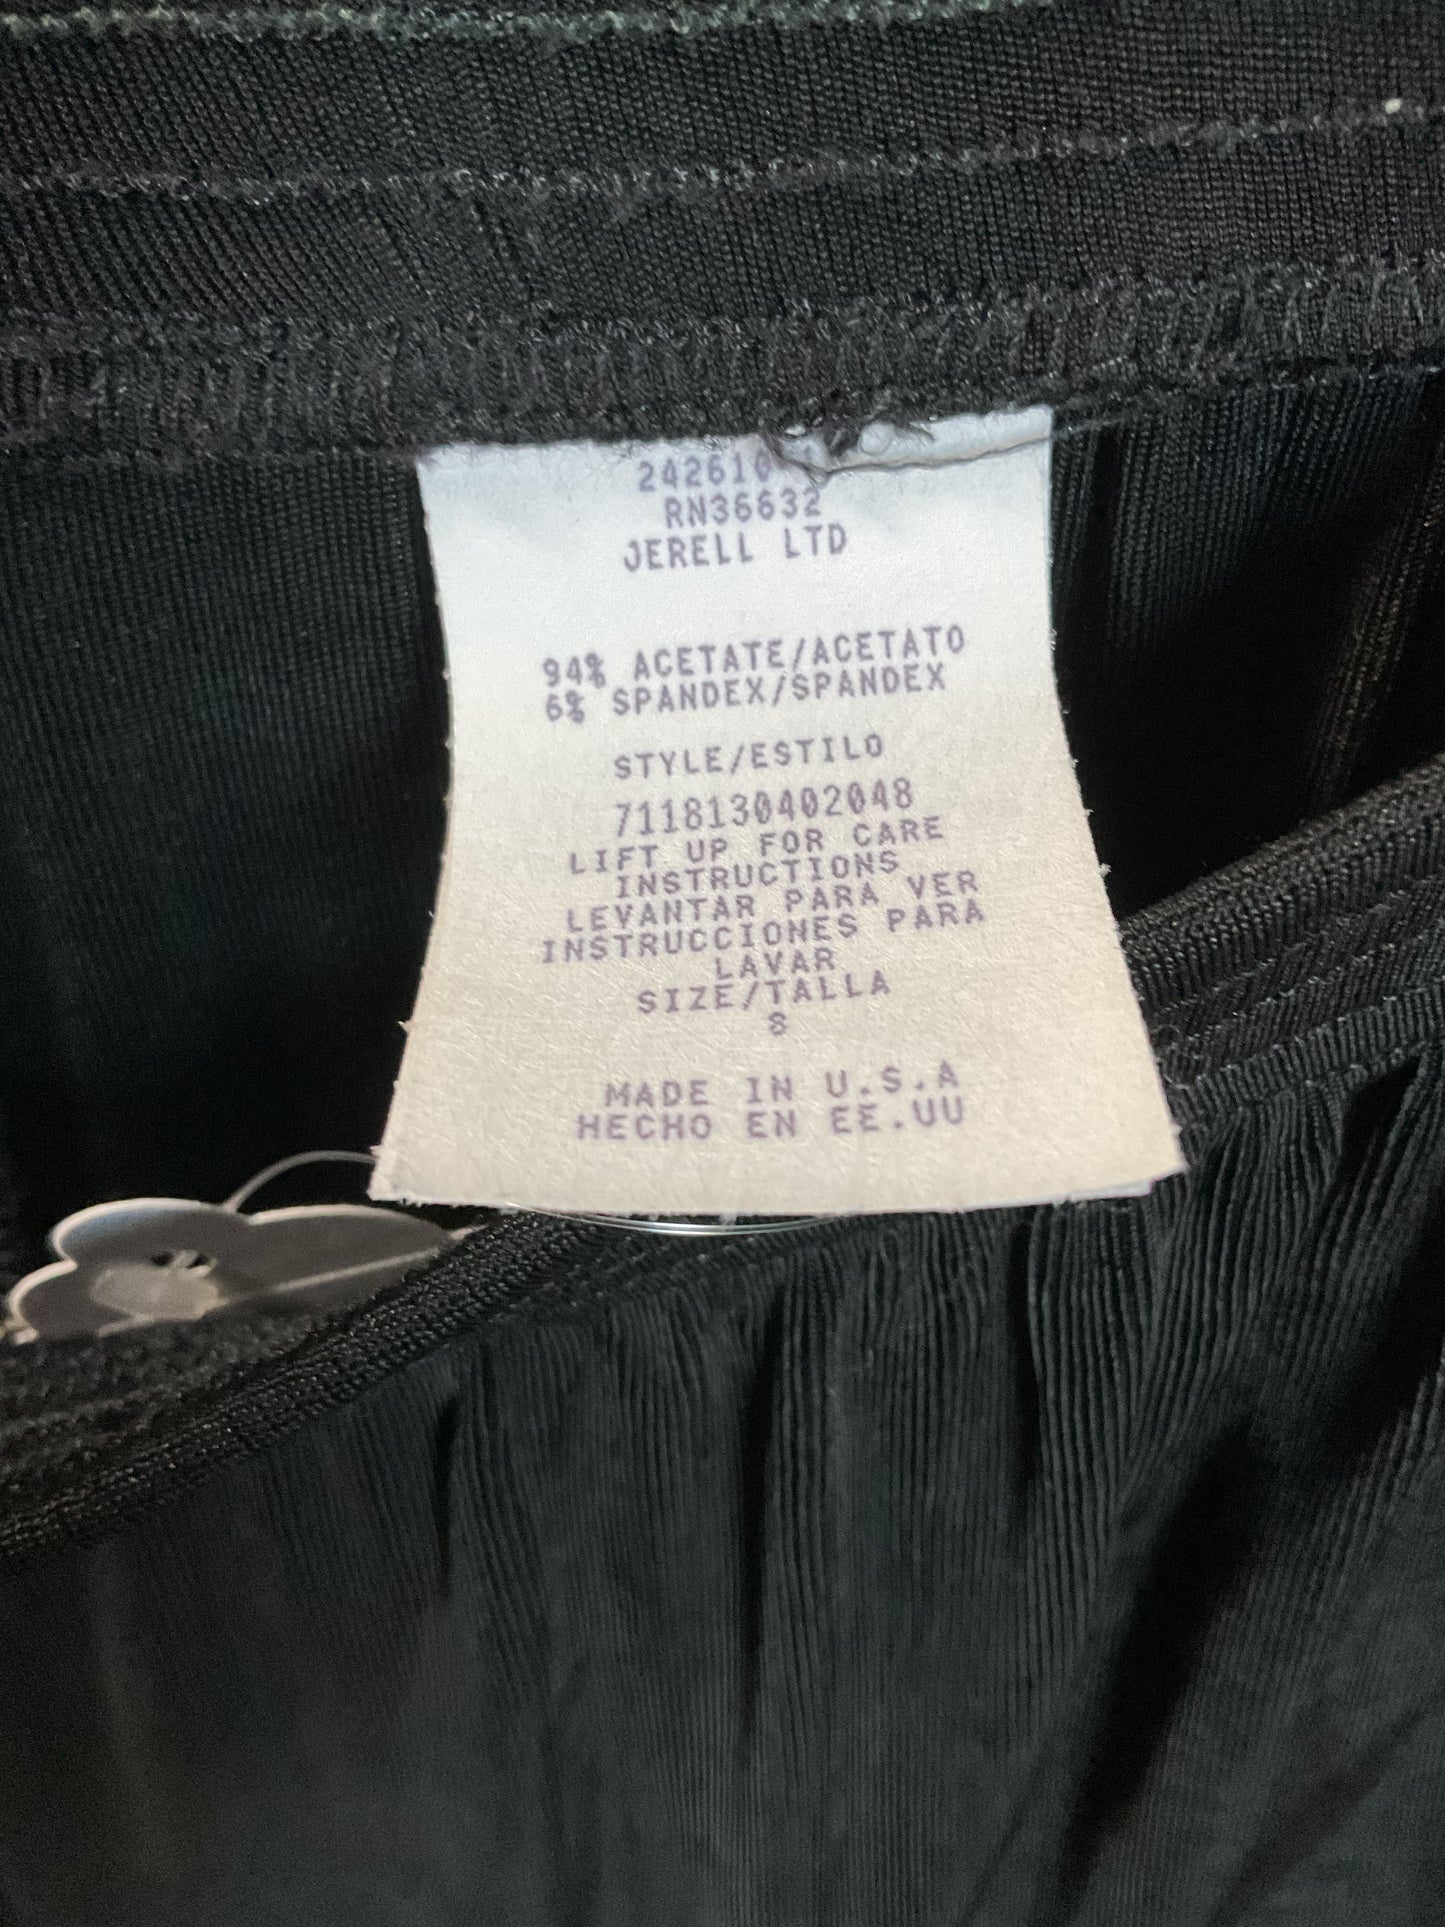 242610
RN36632
JERELL LTD
94% ACETATE/ACETATO
6% SPANDEX/SPANDEX
STYLE/ESTILO
7118130402048
LIFT UP FOR CARE
INSTRUCTIONS
LEVANTAR PARA VER
INSTRUCCIONES PARA
LAVAR
SIZE/TALLA
S
MADE IN U.S.A
HECHO EN EE.UU